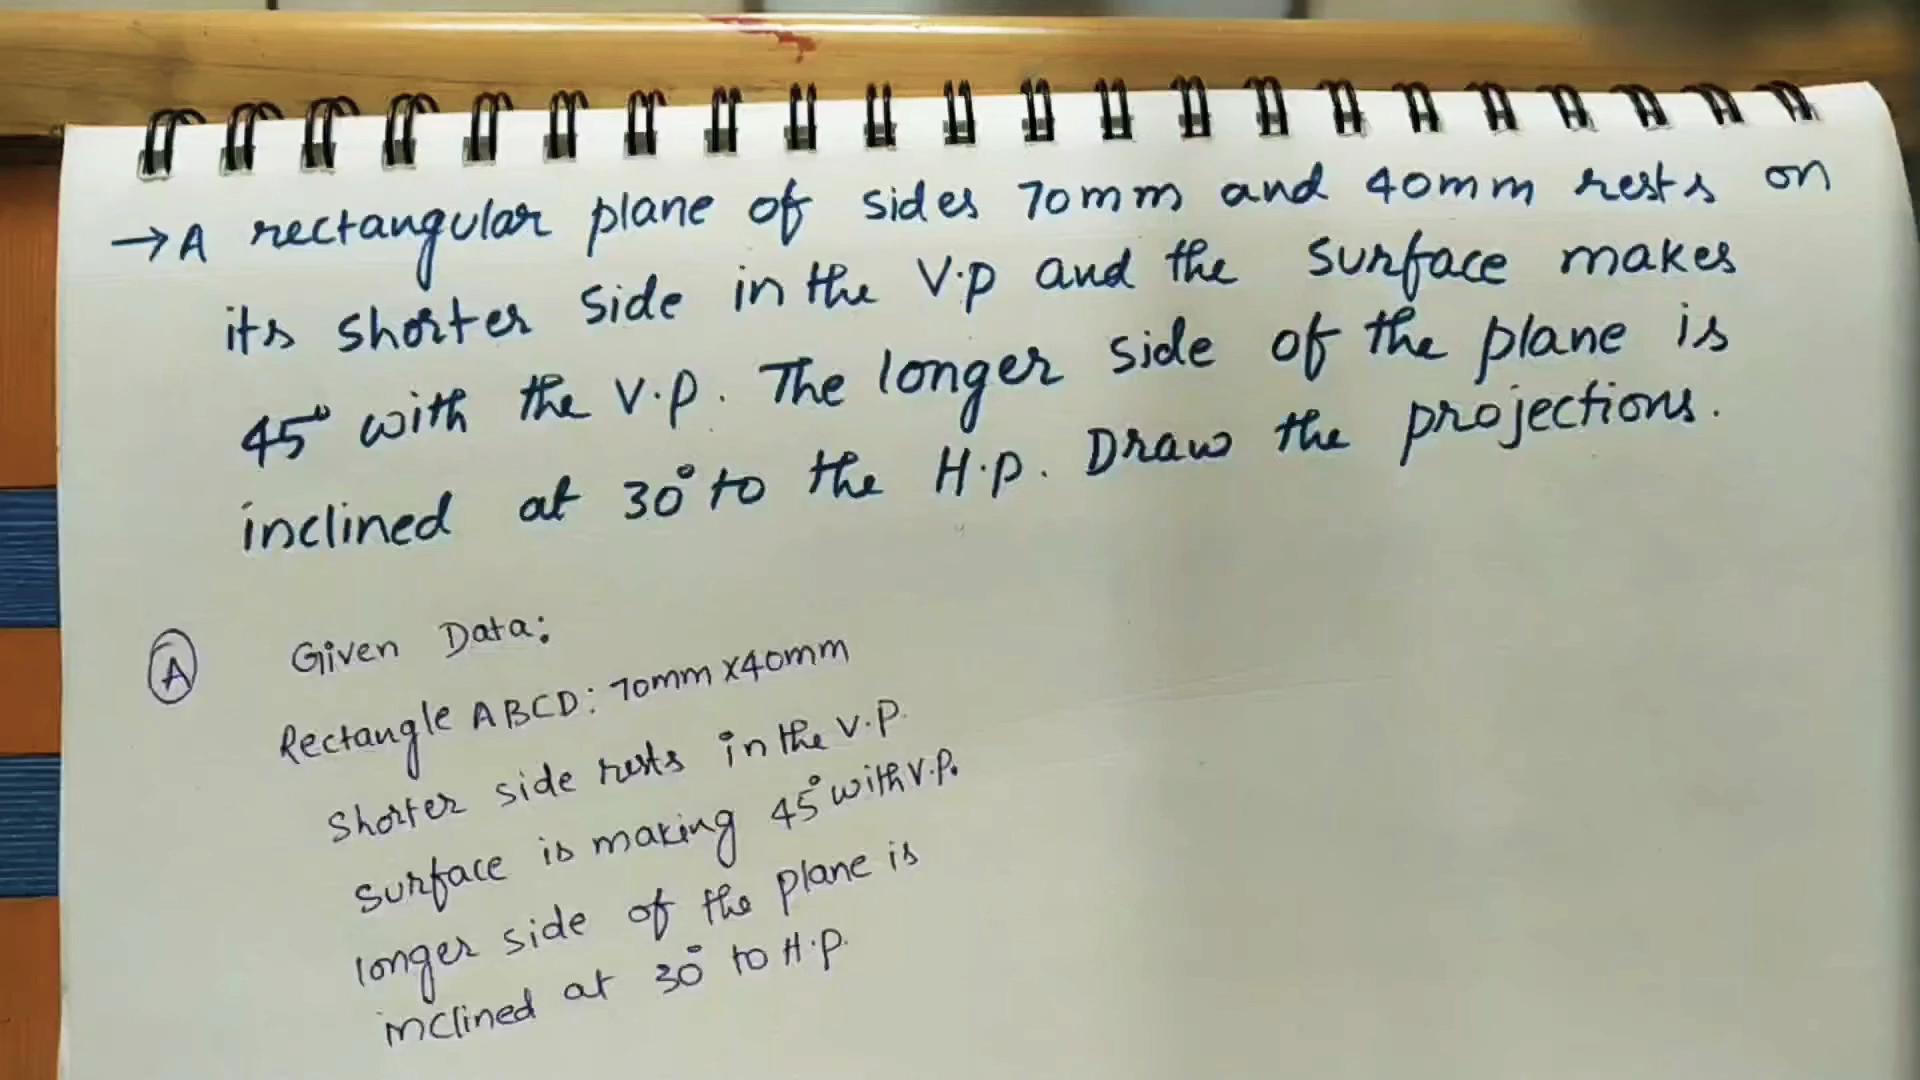 → A rectangular plane of sides 70mm and 40mm rests on
its shorter side in the V.P and the surface makes
45° with the V.P. The longer side of the plane is
inclined at 30° to the H.P. Draw the projections.
A Given Data:
Rectangle ABCD: 70mm x 40mm
Shorter side rests in the V.P.
surface is making 45° with V.P.
longer side of the plane is
inclined at 30° to H.P.